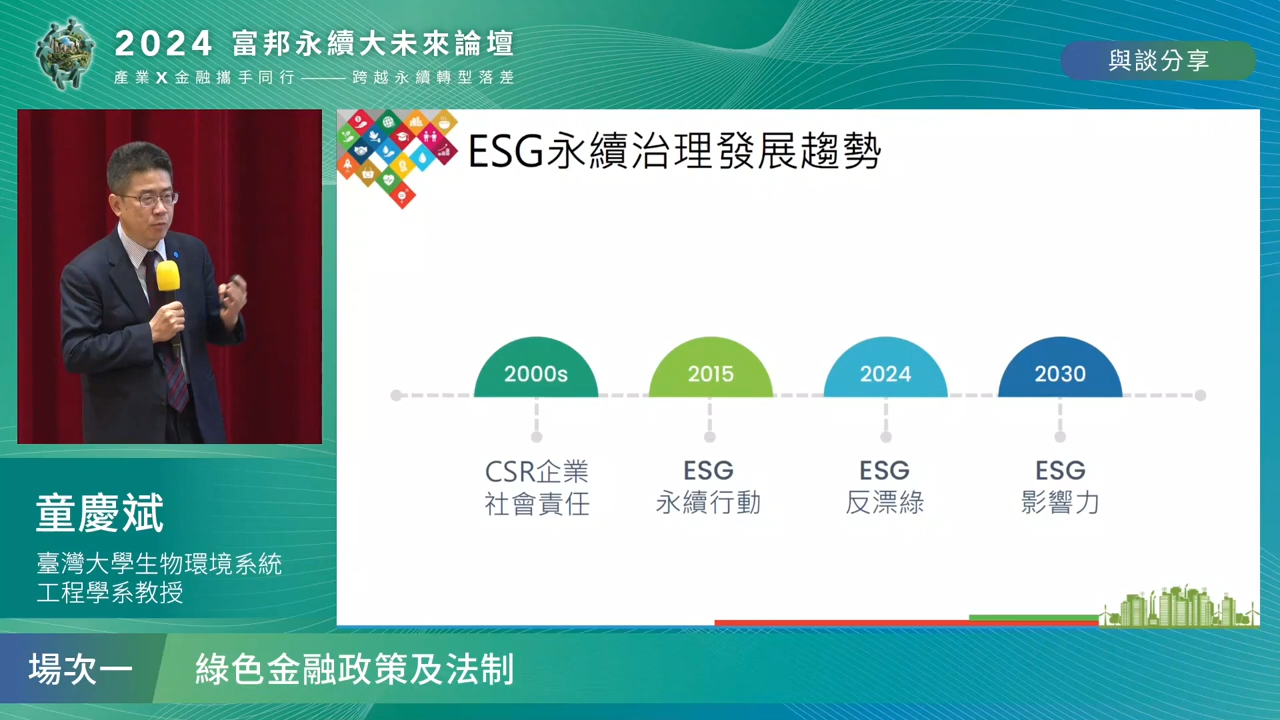 2024 富邦永續大未來論壇
產業X金融攜手同行——跨越永續轉型落差
與談分享
ESG永續治理發展趨勢
2000s
2015
2024
2030
CSR企業
社會責任
ESG
永續行動
ESG
反漂綠
ESG
影響力
童慶斌
臺灣大學生物環境系統
工程學系教授
場次一
綠色金融政策及法制